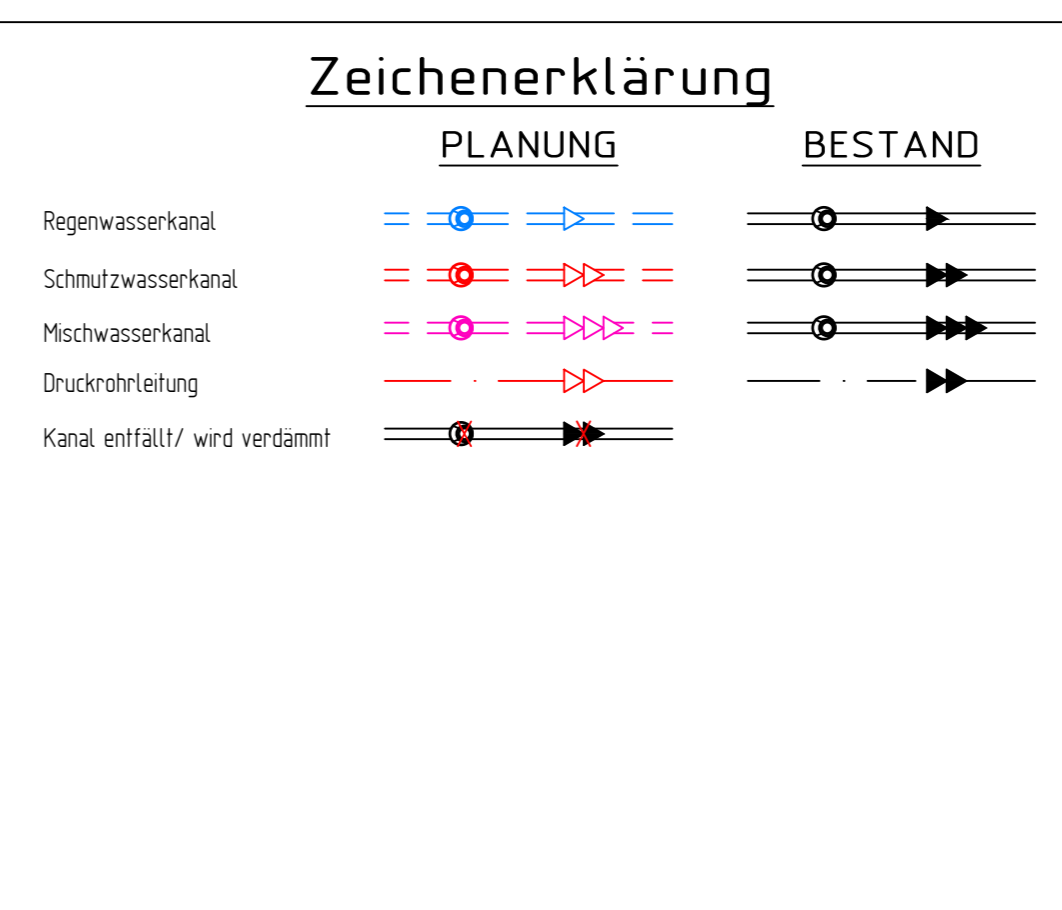 Zeichenerklärung
PLANUNG BESTAND
Regenwasserkanal
Schmutzwasserkanal
Mischwasserkanal
Druckrohrleitung
Kanal entfällt/ wird verdämmt